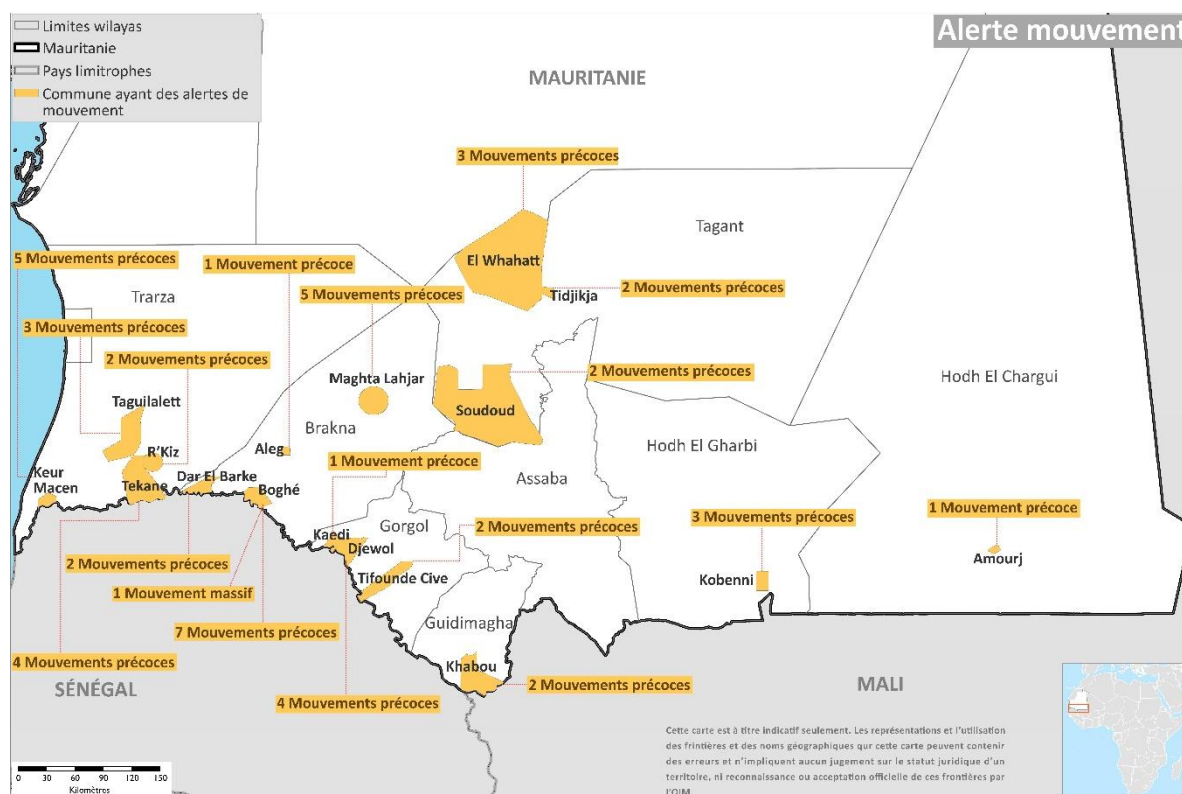 Limites wilayas
Mauritanie
Pays limitrophes
Commune ayant des alertes de
mouvement
Alerte mouvement
MAURITANIE
3 Mouvements précoces
Tagant
El Whahatt
5 Mouvements précoces
1 Mouvement précoce
2 Mouvements précoces
Tidjikja
Trarza
5 Mouvements précoces
3 Mouvements précoces
2 Mouvements précoces
2 Mouvements précoces
Maghta Lahjar
Hodh El Chargui
Taguilalett
Soudoud
Brakna
Hodh El Gharbi
R'Kiz
Aleg
1 Mouvement précoce
Keur
Macen
Tekane
Dar El Barke
Boghé
Assaba
Gorgol
2 Mouvements précoces
3 Mouvements précoces
1 Mouvement précoce
Kaedi
Djewol
2 Mouvements précoces
Tifounde Cive
Kobenni
Amourj
1 Mouvement massif
Guidimagha
7 Mouvements précoces
4 Mouvements précoces
Khabou
SÉNÉGAL
4 Mouvements précoces
2 Mouvements précoces
MALI
Cette carte est à titre indicatif seulement. Les représentations et l'utilisation
des frintières et des noms géographiques qur cette carte peuvent contenir
des erreurs et n'impliquent aucun jugement sur le statut juridique d'un
territoire, ni reconnaissance ou acceptation officielle de ces frontières par
l'OIM
0 30 60 90 120 150
Kilomètres